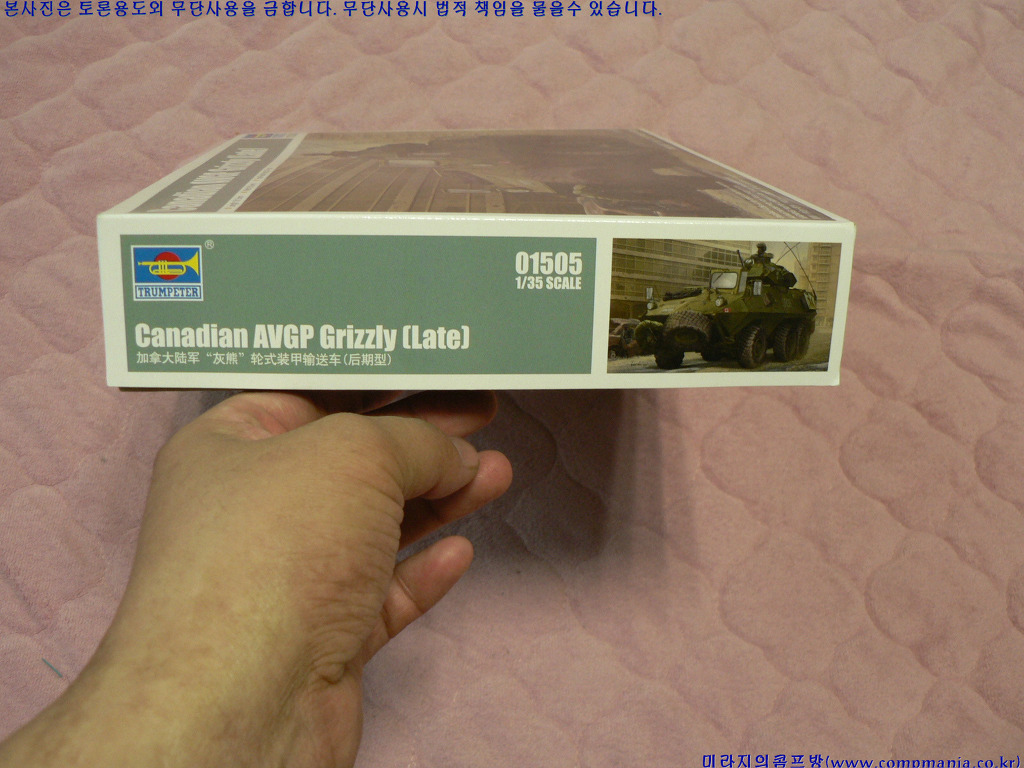 본사진은 토론용도외 무단사용을 금합니다. 무단사용시 법적 책임을 물을수 있습니다.
TRUMPETER
®
01505
1/35 SCALE
Canadian AVGP Grizzly (Late)
加拿大陆军“灰熊”轮式装甲输送车(后期型)
미라지의콤프방(www.compmania.co.kr)